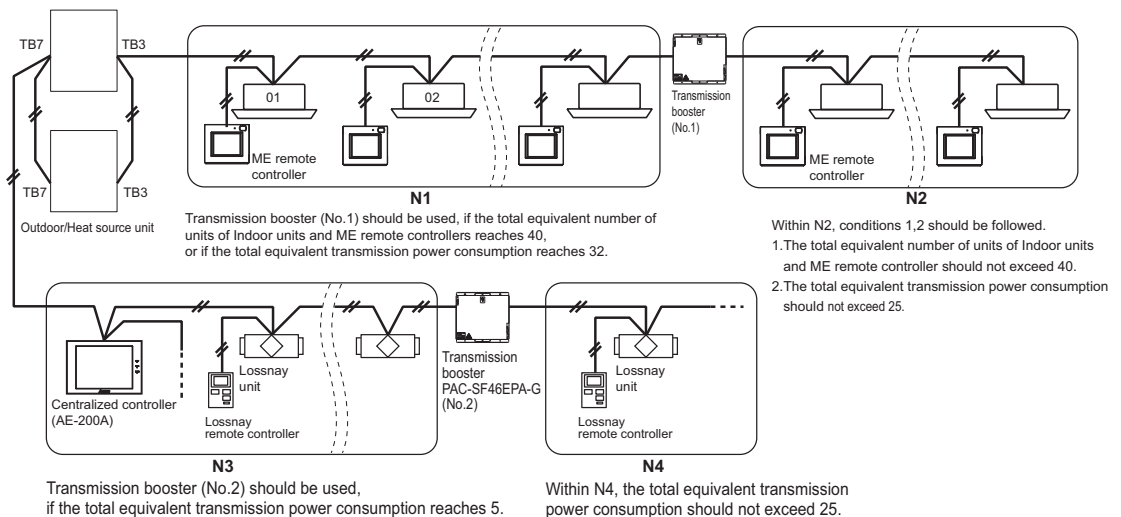 TB7
TB3
TB7
TB3
Outdoor/Heat source unit
01
02
ME remote
controller
N1
Transmission
booster
(No.1)
ME remote
controller
N2
Transmission booster (No.1) should be used, if the total equivalent number of
units of Indoor units and ME remote controllers reaches 40,
or if the total equivalent transmission power consumption reaches 32.
Within N2, conditions 1,2 should be followed.
1.The total equivalent number of units of Indoor units
and ME remote controller should not exceed 40.
2.The total equivalent transmission power consumption
should not exceed 25.
Centralized controller
(AE-200A)
Lossnay
unit
Lossnay
remote controller
N3
Transmission
booster
PAC-SF46EPA-G
(No.2)
Lossnay
unit
Lossnay
remote controller
N4
Transmission booster (No.2) should be used,
if the total equivalent transmission power consumption reaches 5.
Within N4, the total equivalent transmission
power consumption should not exceed 25.